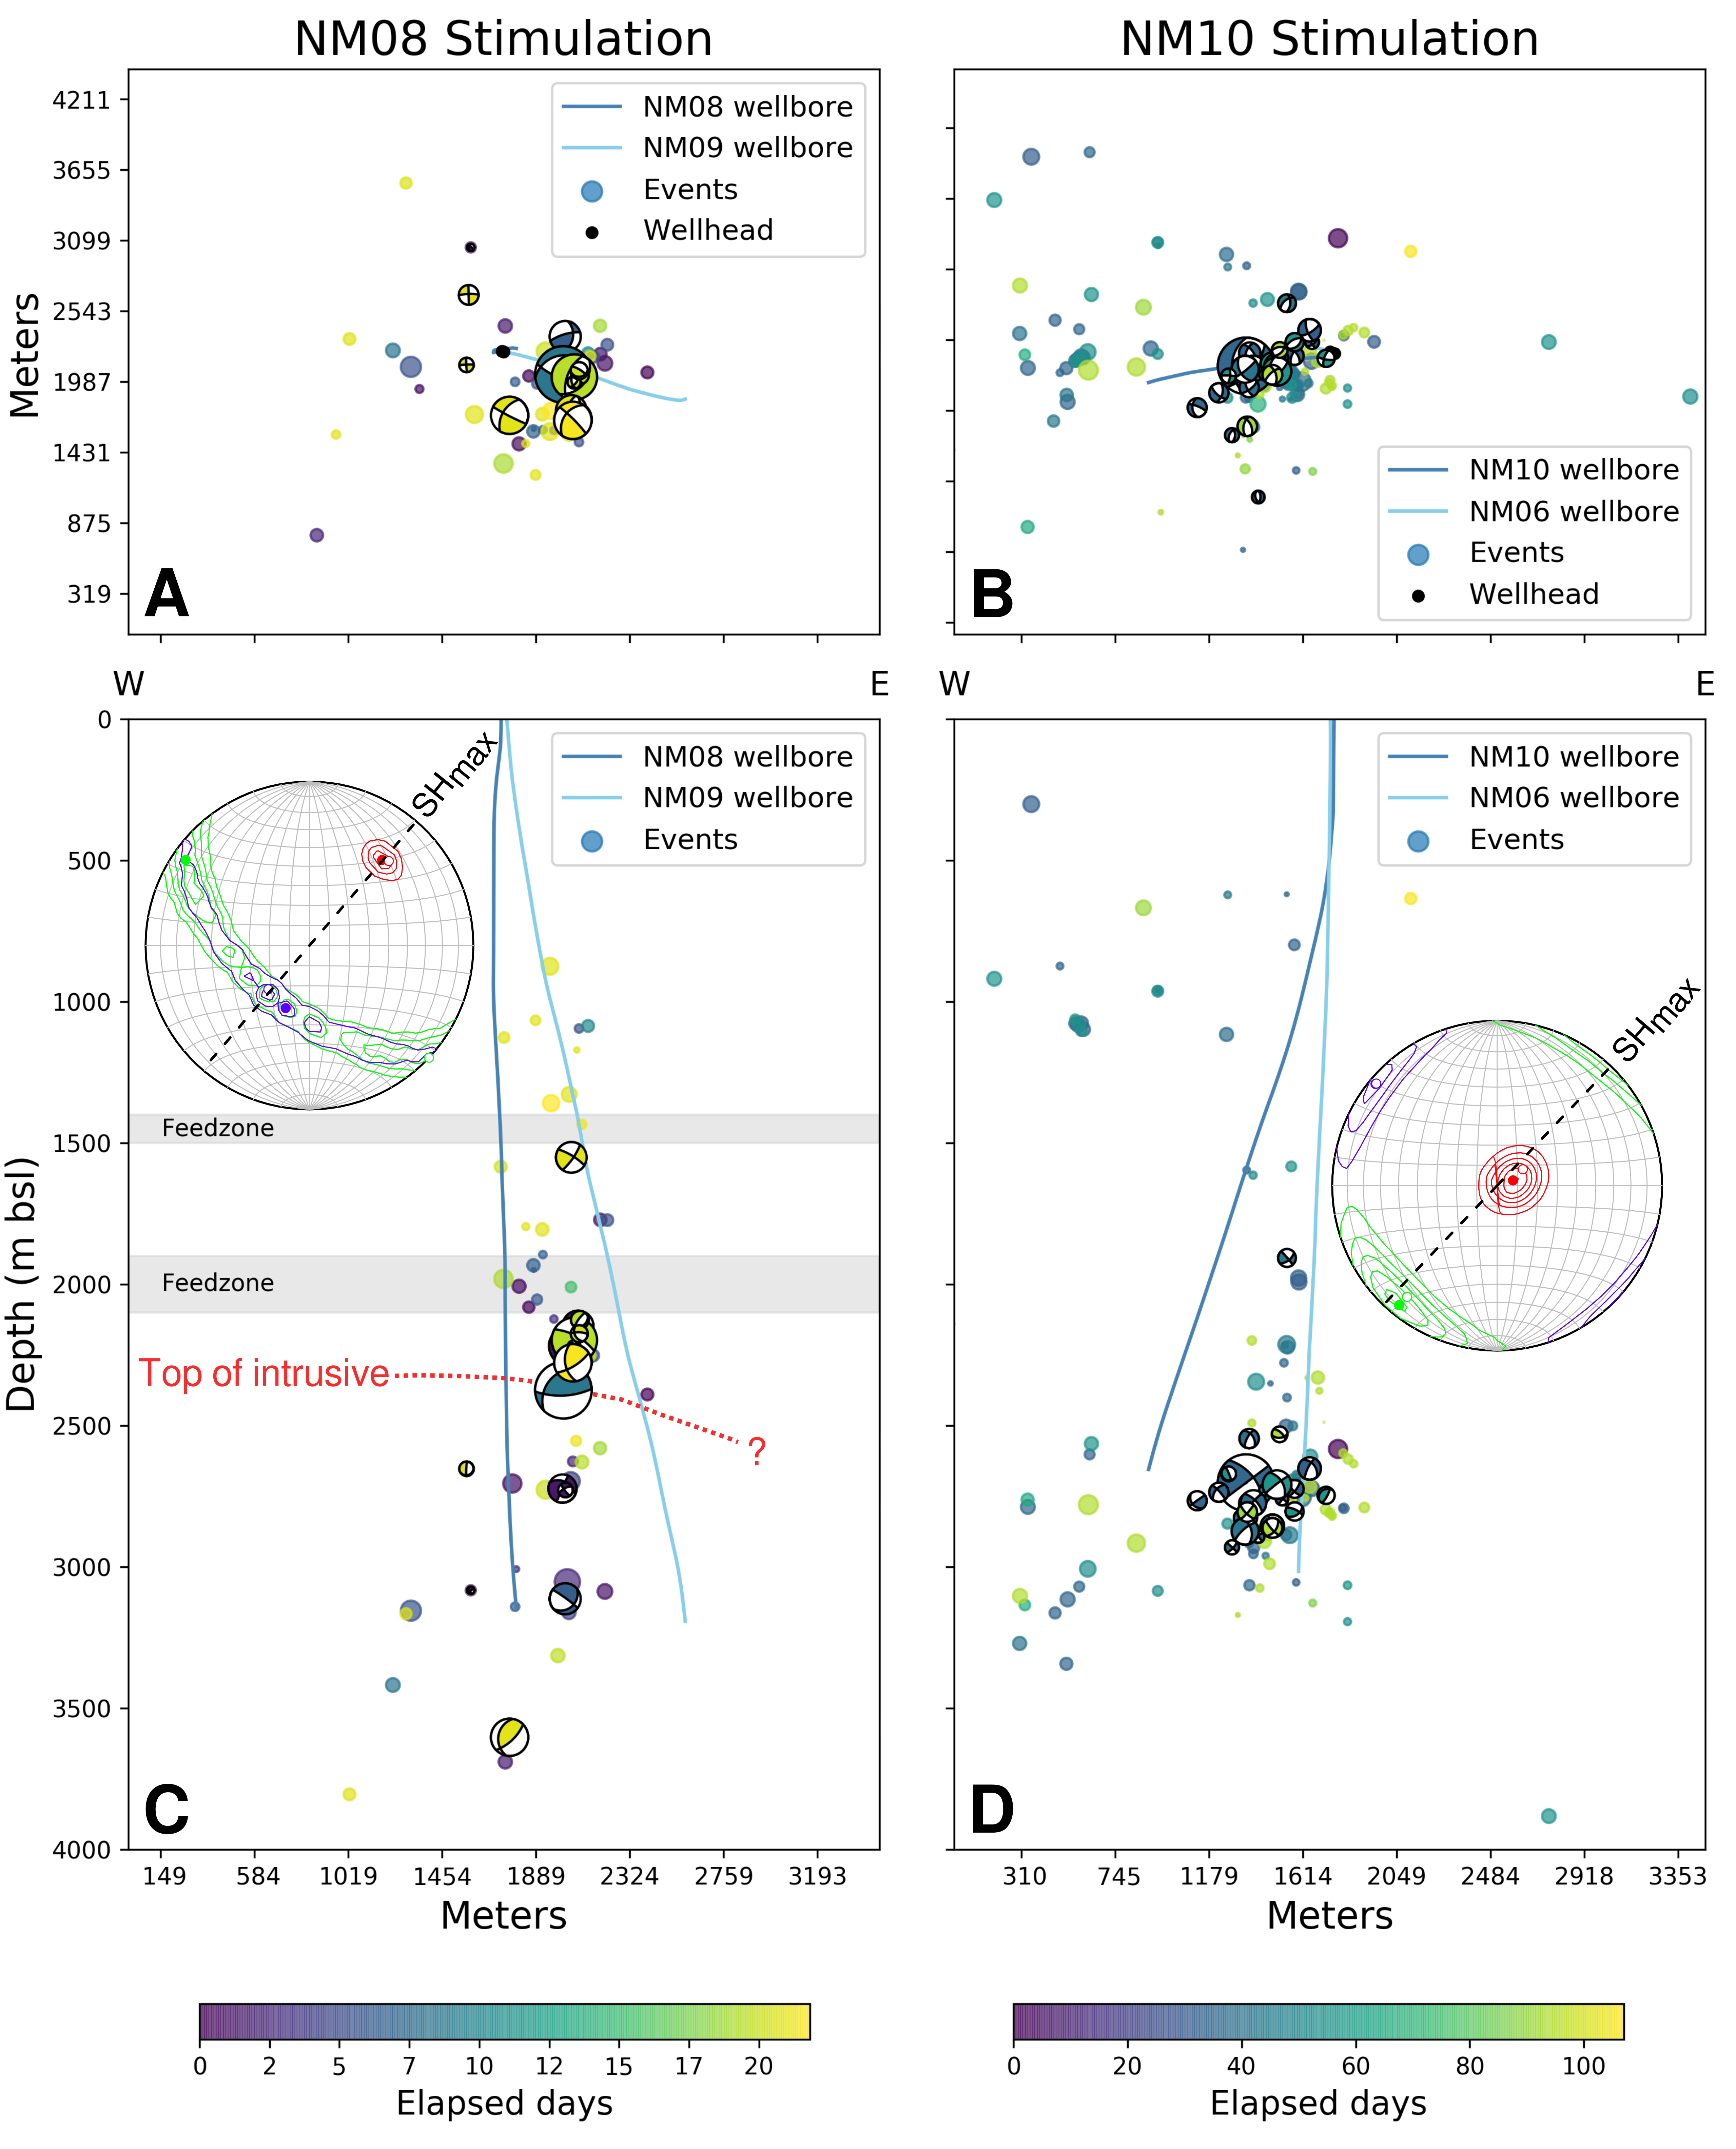 NM08 Stimulation
NM10 Stimulation
4211
3655
3099
2543
1987
1431
875
319
Meters
NM08 wellbore
NM09 wellbore
Events
Wellhead
A
NM10 wellbore
NM06 wellbore
Events
Wellhead
B
W
E
W
E
0
500
1000
1500
2000
2500
3000
3500
4000
Depth (m bsl)
NM08 wellbore
NM09 wellbore
Events
SHmax
Feedzone
Feedzone
Top of intrusive
?
C
149
584
1019
1454
1889
2324
2759
3193
Meters
NM10 wellbore
NM06 wellbore
Events
SHmax
D
310
745
1179
1614
2049
2484
2918
3353
Meters
0
2
5
7
10
12
15
17
20
Elapsed days
0
20
40
60
80
100
Elapsed days